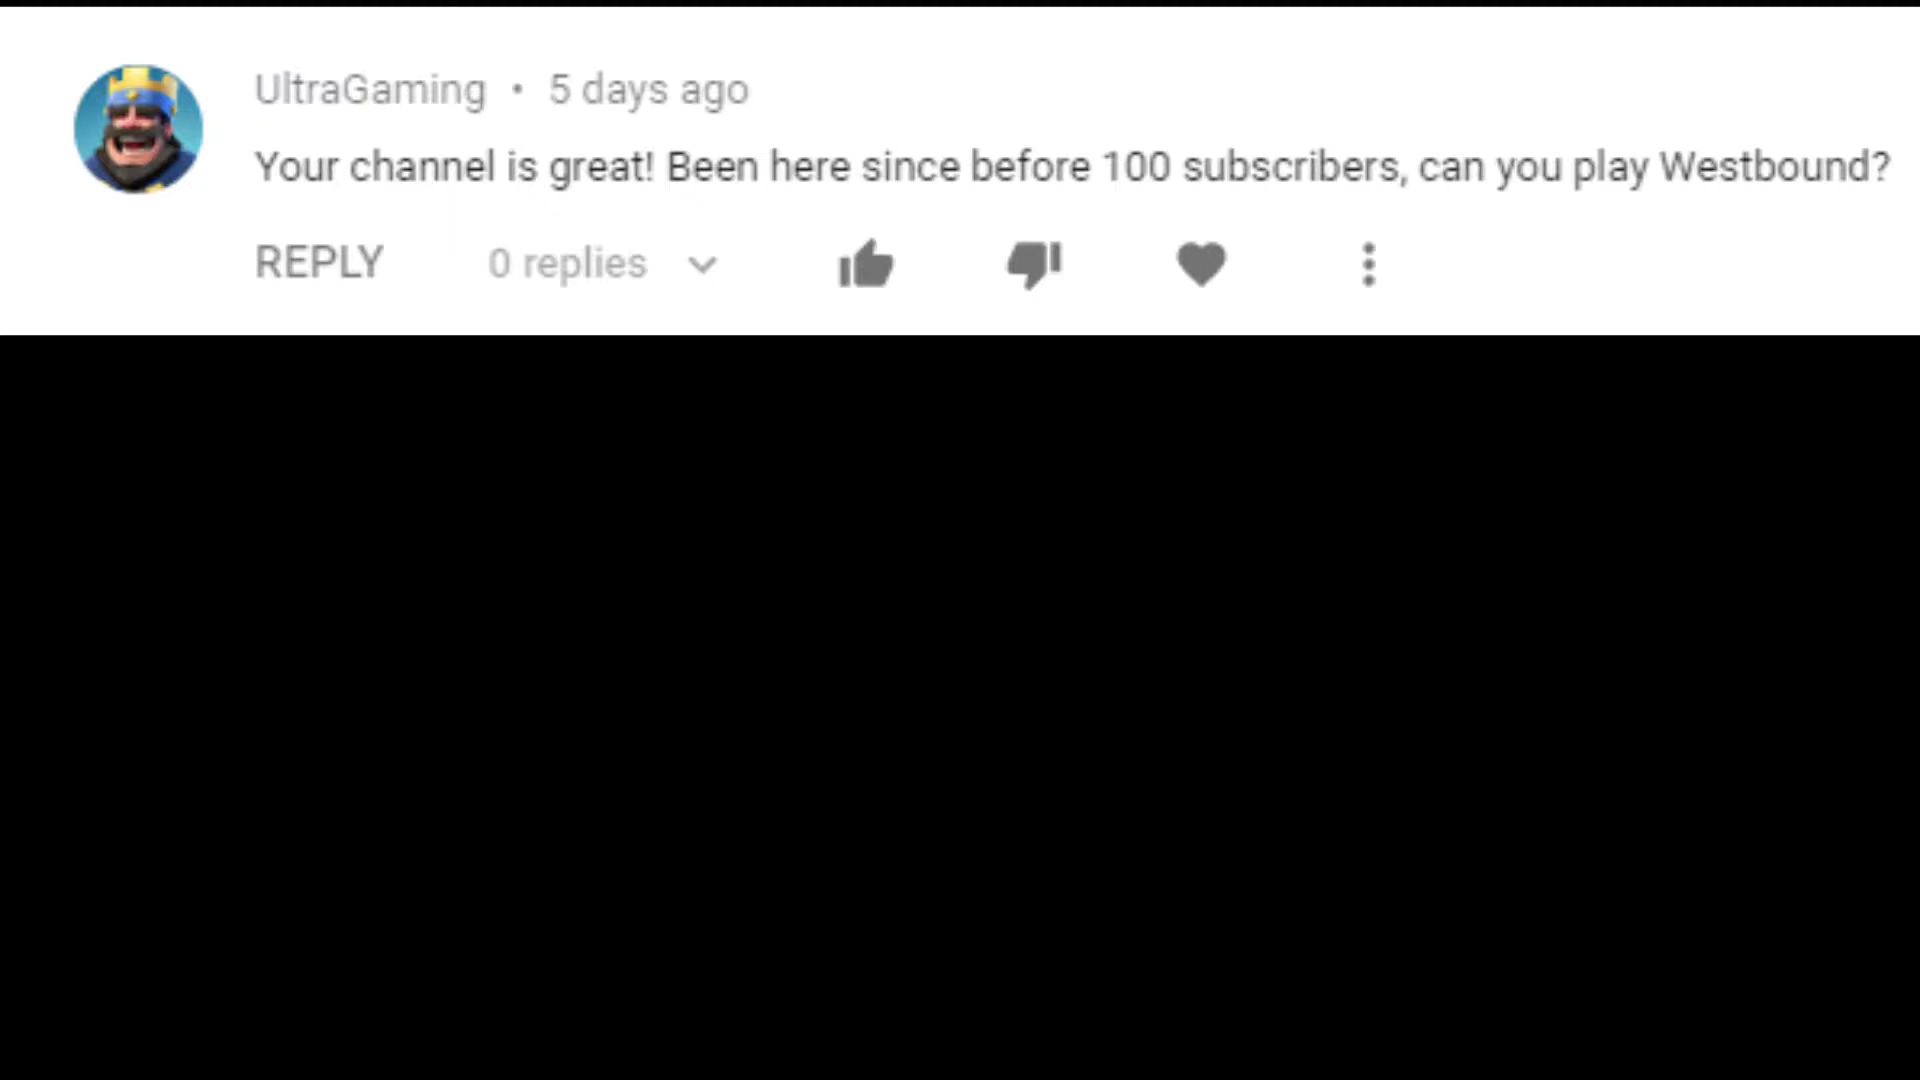 UltraGaming • 5 days ago
Your channel is great! Been here since before 100 subscribers, can you play Westbound?
REPLY 0 replies